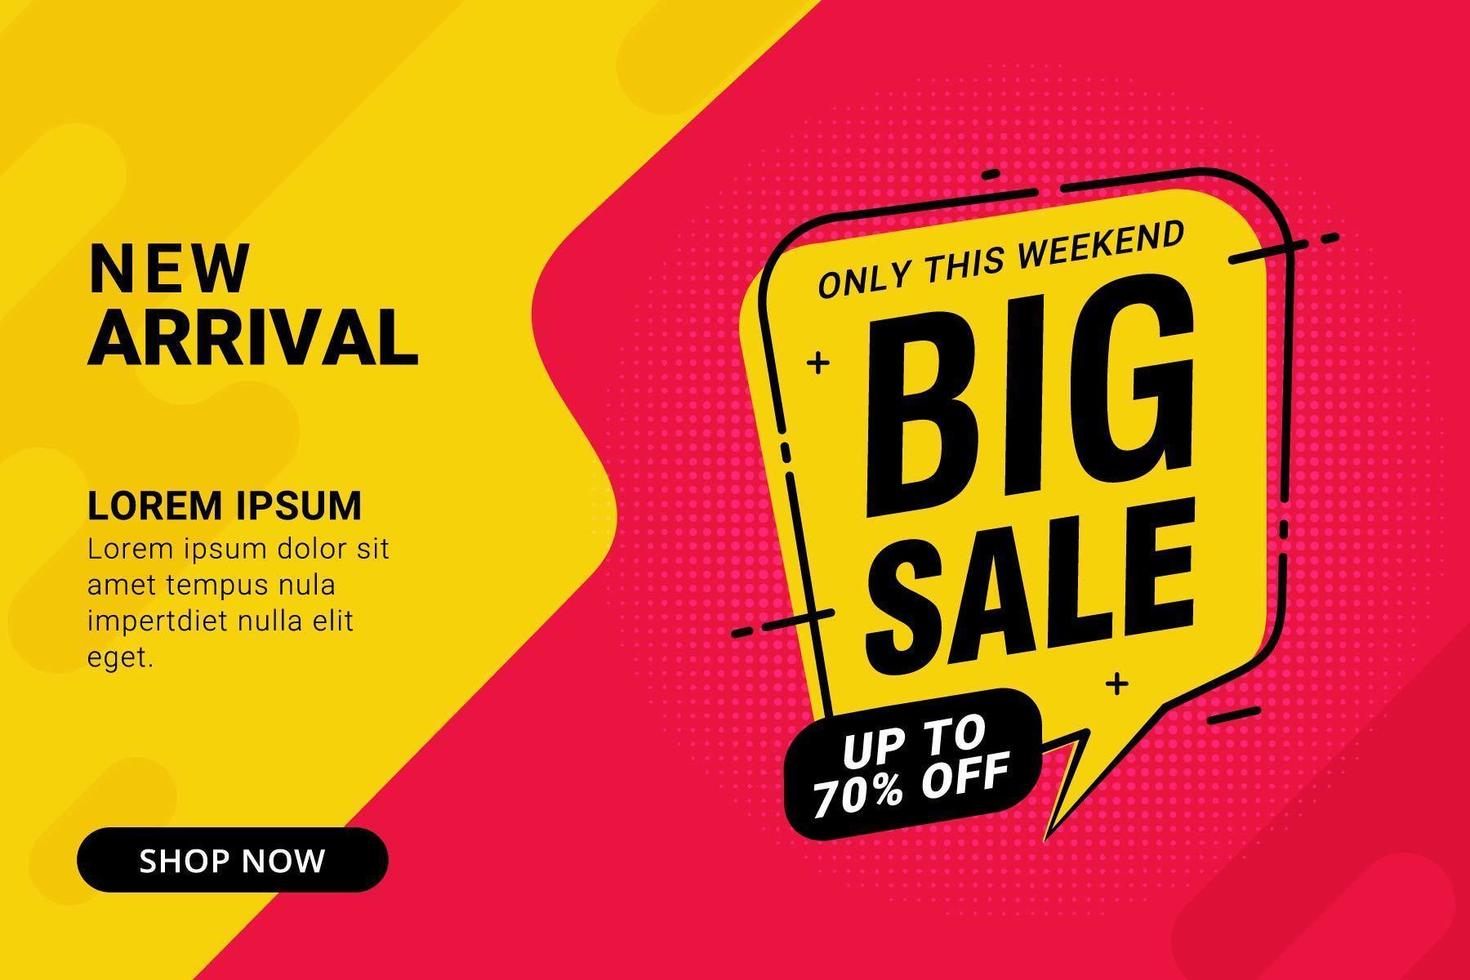 NEW
ARRIVAL
LOREM IPSUM
Lorem ipsum dolor sit
amet tempus nula
impertdiet nulla elit
eget.
SHOP NOW
ONLY THIS WEEKEND
BIG
SALE
UP TO
70% OFF